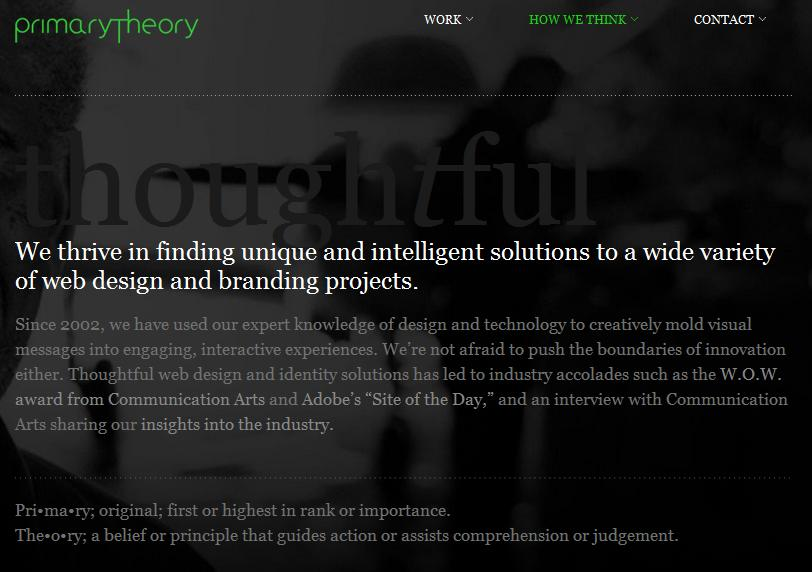 primaryTheory
WORK HOW WE THINK CONTACT
thoughtful
We thrive in finding unique and intelligent solutions to a wide variety
of web design and branding projects.
Since 2002, we have used our expert knowledge of design and technology to creatively mold visual
messages into engaging, interactive experiences. We're not afraid to push the boundaries of innovation
either. Thoughtful web design and identity solutions has led to industry accolades such as the W.O.W.
award from Communication Arts and Adobe's “Site of the Day,” and an interview with Communication
Arts sharing our insights into the industry.
Pri•ma•ry; original; first or highest in rank or importance.
The•o•ry; a belief or principle that guides action or assists comprehension or judgement.